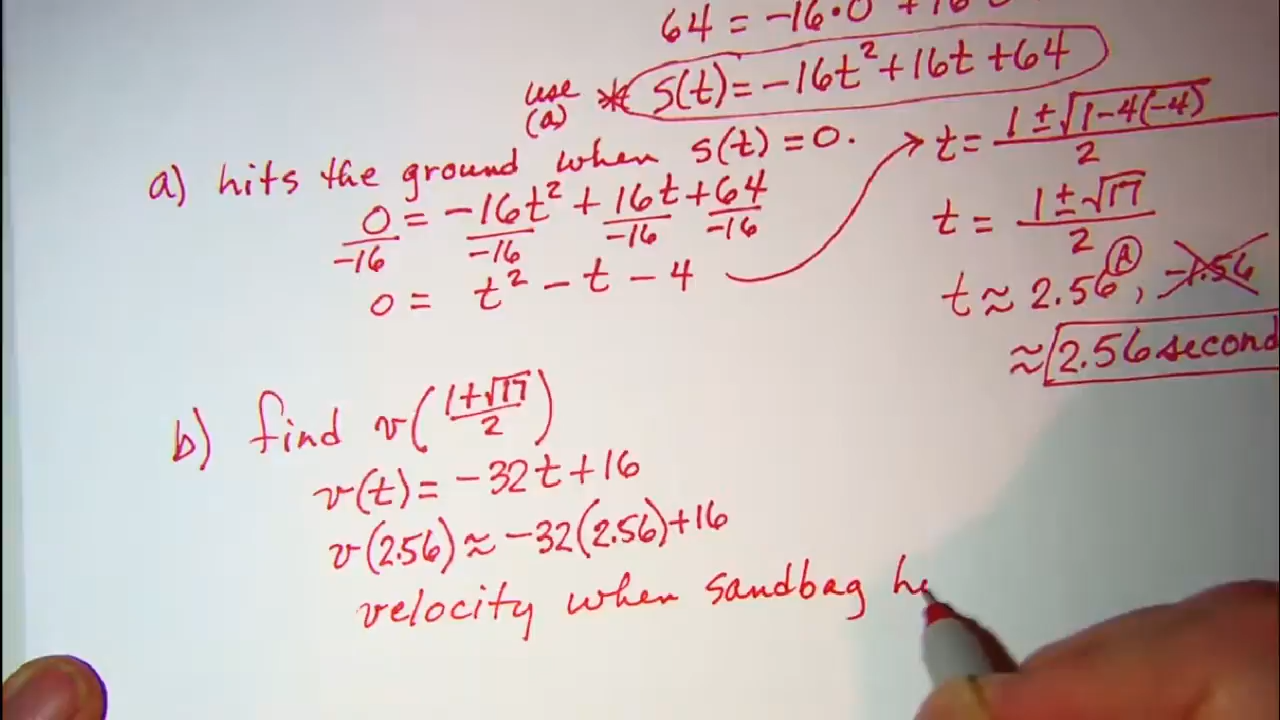 64 = -16•0 + 16
use (a) * s(t) = -16t² + 16t + 64
a) hits the ground when s(t) = 0.
0 = -16t² + 16t + 64
-16 -16 -16 -16
0 = t² - t - 4
t = 1 ± √1-4(-4)
2
t = 1 ± √17
2
t ≈ 2.56 Ⓐ, -1.56
≈ 2.56 second
b) find v(1+√17
2)
v(t) = -32t + 16
v(2.56) ≈ -32(2.56) + 16
velocity when sandbag